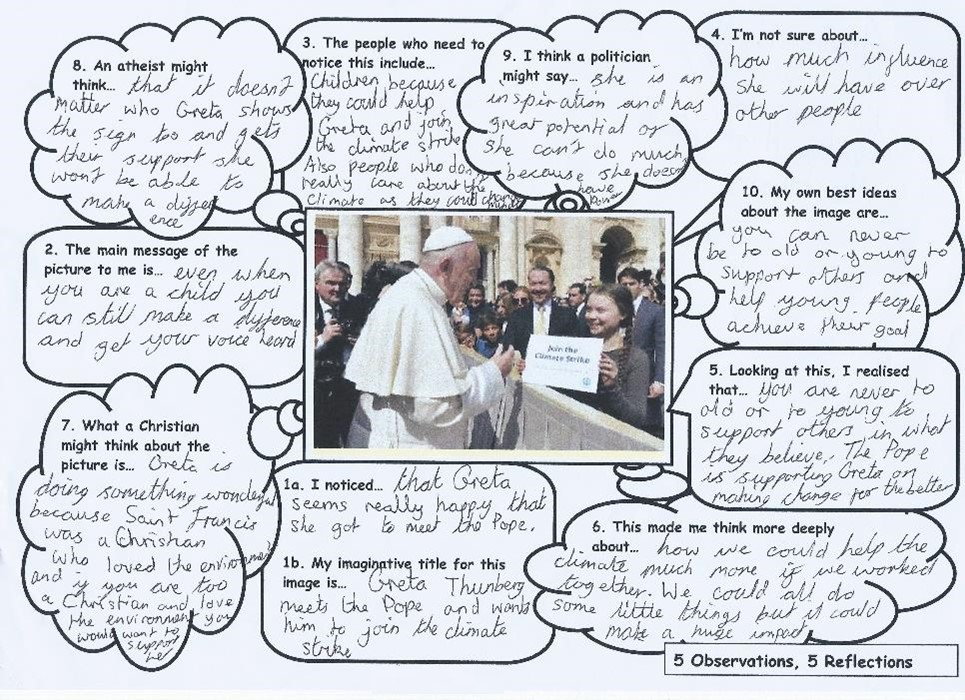 8. An atheist might
think... that it doesn't
matter who Greta shows
the sign too and gets
their support she
won't be able to
make a differ
ence
3. The people who need to
notice this include...
Children because
they could help
Greta and join
the climate strike
Also people who don't
really care about the
climate as they could change
minds
9. I think a politician
might say... she is an
inspiration and has
great potential or
she can't do much
because she doesn't
have
power
4. I'm not sure about...
how much influence
she will have over
other people
2. The main message of the
picture to me is... even when
you are a child you
can still make a difference
and get your voice heard
Join the
Climate Strike
10. My own best ideas
about the image are...
you can never
be to old or young to
support others and
help young people
achieve their goal
7. What a Christian
might think about the
picture is... Greta is
doing something wonderful
because Saint Francis
was a Christian
who loved the environment
and if you are too
a Christian and love
the environment you
would want to
support
her
1a. I noticed... that Greta
seems really happy that
she got to meet the Pope.
1b. My imaginative title for this
image is... Greta Thunberg
meets the Pope and wants
him to join the climate
strike
5. Looking at this, I realised
that... you are never to
old or to young to
support others in what
they believe. The Pope
is supporting Greta on
making change for the better
6. This made me think more deeply
about... how we could help the
climate much more if we worked
together. We could all do
some little things but it could
make a huge impact
5 Observations, 5 Reflections